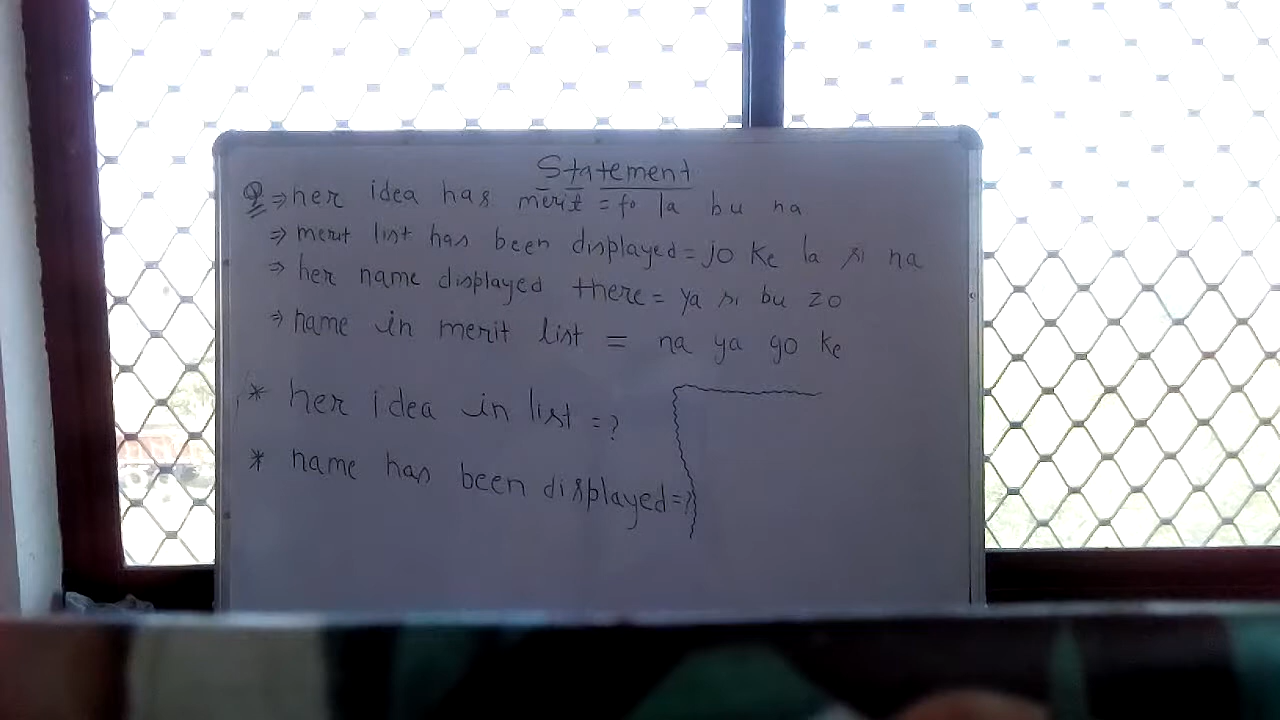 Statement
Q ⇒ her idea has merit = fo la bu na
⇒ merit list has been displayed = jo ke la si na
⇒ her name displayed there = ya si bu zo
⇒ name in merit list = na ya go ke
* her idea in list = ?
* name has been displayed = ?